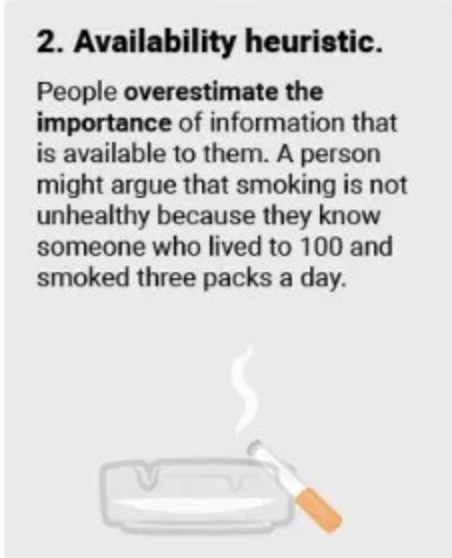 2. Availability heuristic.
People overestimate the
importance of information that
is available to them. A person
might argue that smoking is not
unhealthy because they know
someone who lived to 100 and
smoked three packs a day.